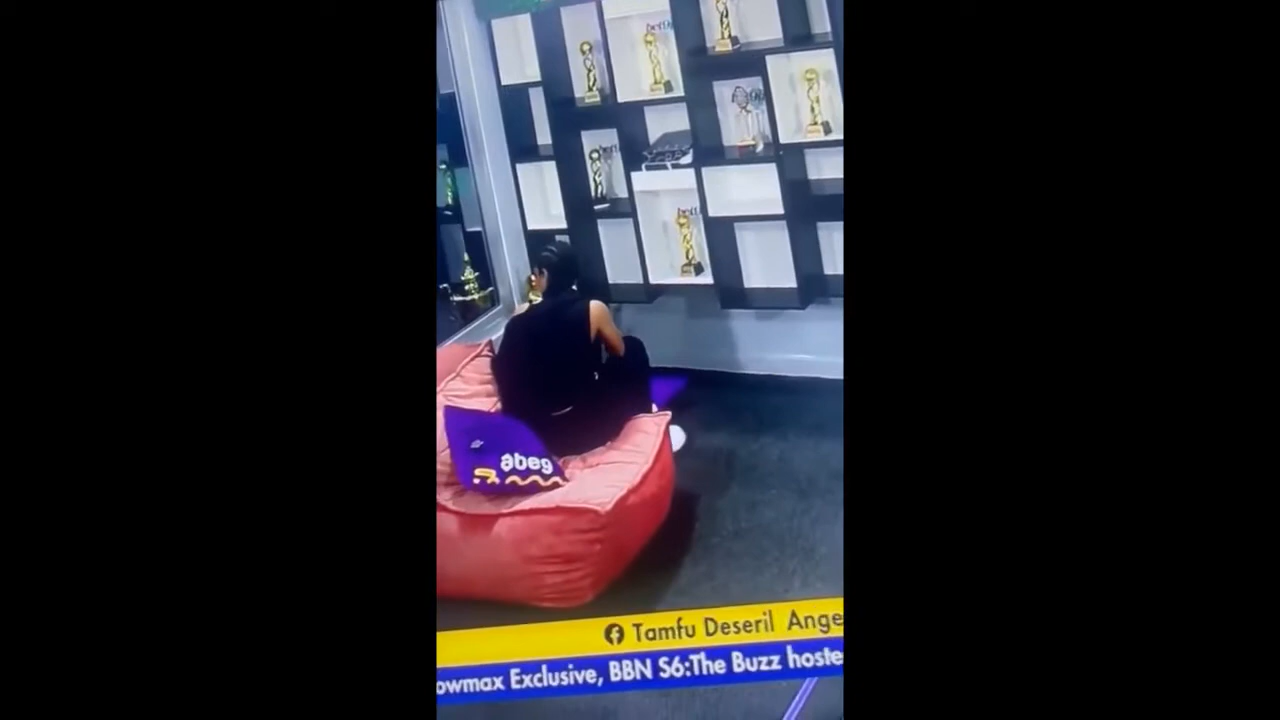 abeg
Tamfu Deseril Ange
owmax Exclusive, BBN S6:The Buzz hoste